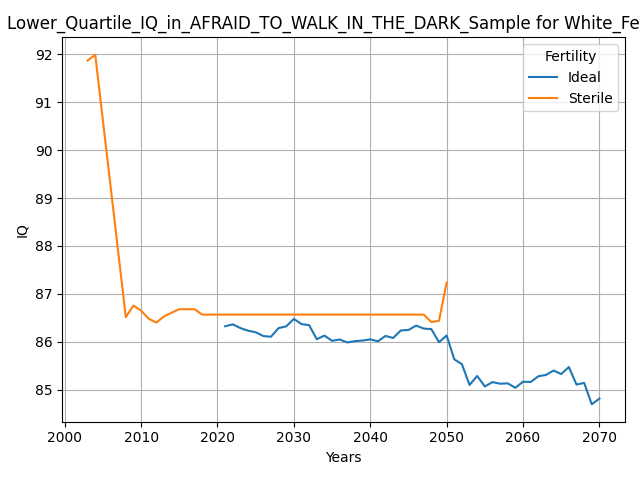 Lower_Quartile_IQ_in_AFRAID_TO_WALK_IN_THE_DARK_Sample for White_Fe
Fertility
Ideal
Sterile
92
91
90
89
88
87
86
85
IQ
2000 2010 2020 2030 2040 2050 2060 2070
Years